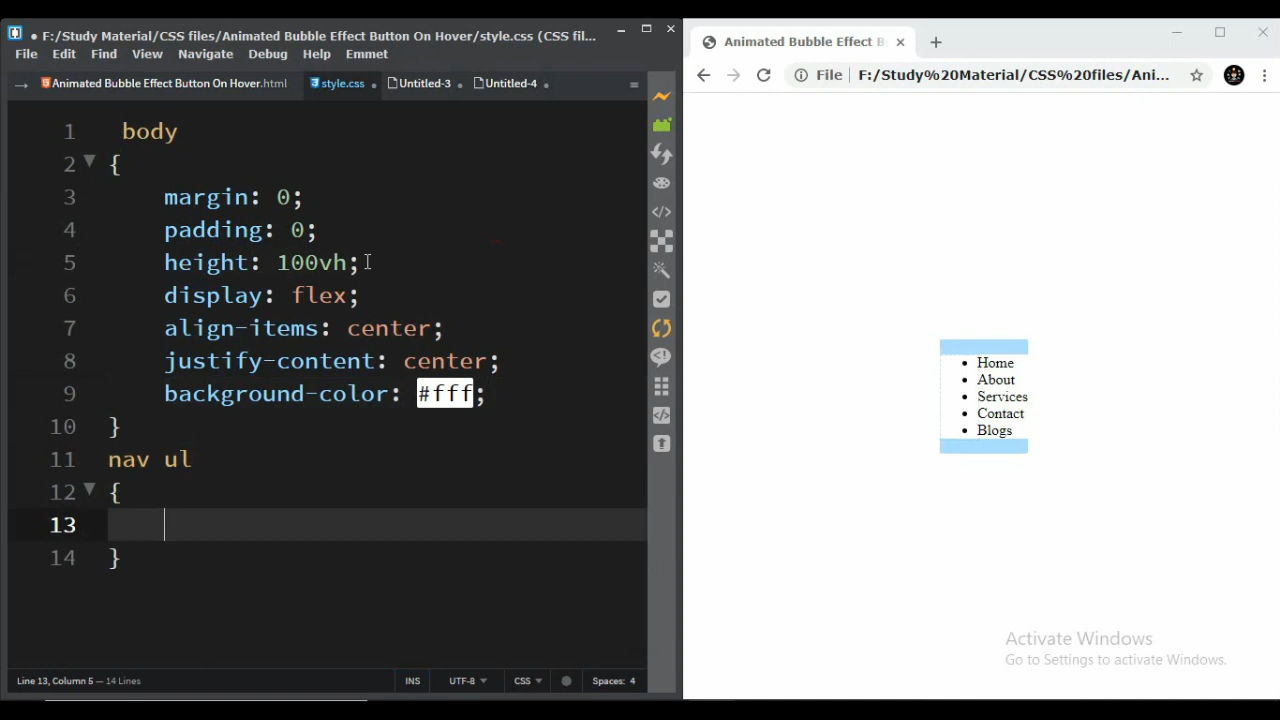 F:/Study Material/CSS files/Animated Bubble Effect Button On Hover/style.css (CSS fil...
File Edit Find View Navigate Debug Help Emmet
Animated Bubble Effect Button On Hover.html style.css Untitled-3 Untitled-4
1 body
2 {
3 margin: 0;
4 padding: 0;
5 height: 100vh;
6 display: flex;
7 align-items: center;
8 justify-content: center;
9 background-color: #fff;
10 }
11 nav ul
12 {
13
14 }
Line 13, Column 5 — 14 Lines INS UTF-8 CSS Spaces: 4
Animated Bubble Effect B
File F:/Study%20Material/CSS%20files/Ani...
• Home
• About
• Services
• Contact
• Blogs
Activate Windows
Go to Settings to activate Windows.